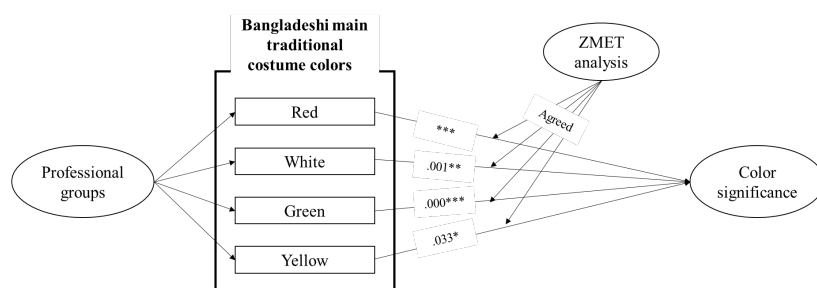 Bangladeshi main
traditional
costume colors
ZMET
analysis
Red
***
Agreed
White
.001**
Professional
groups
Color
significance
Green
.000***
Yellow
.033*